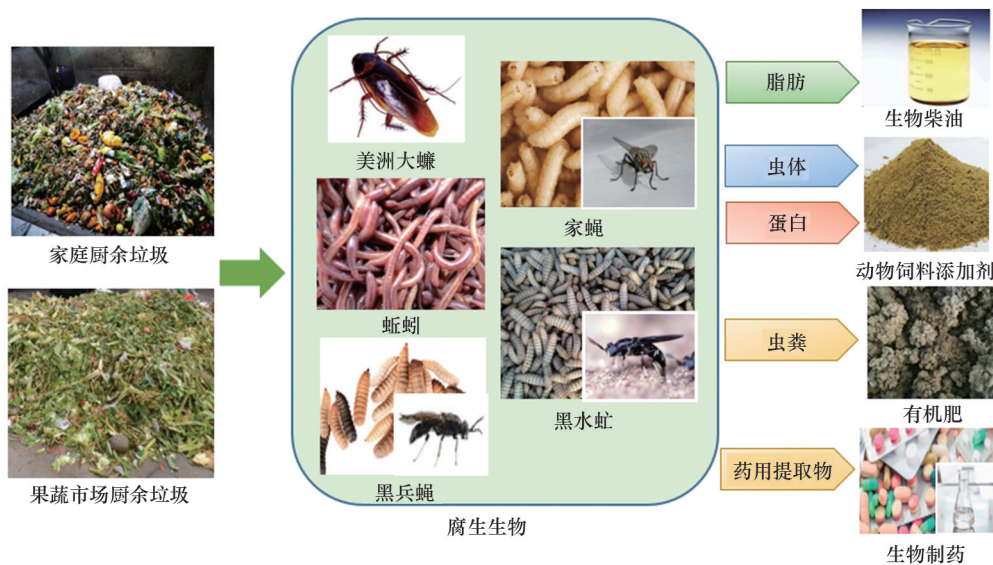 家庭厨余垃圾
果蔬市场厨余垃圾
美洲大蠊
蚯蚓
黑兵蝇
家蝇
黑水虻
腐生生物
脂肪
虫体
蛋白
虫粪
药用提取物
生物柴油
动物饲料添加剂
有机肥
生物制药